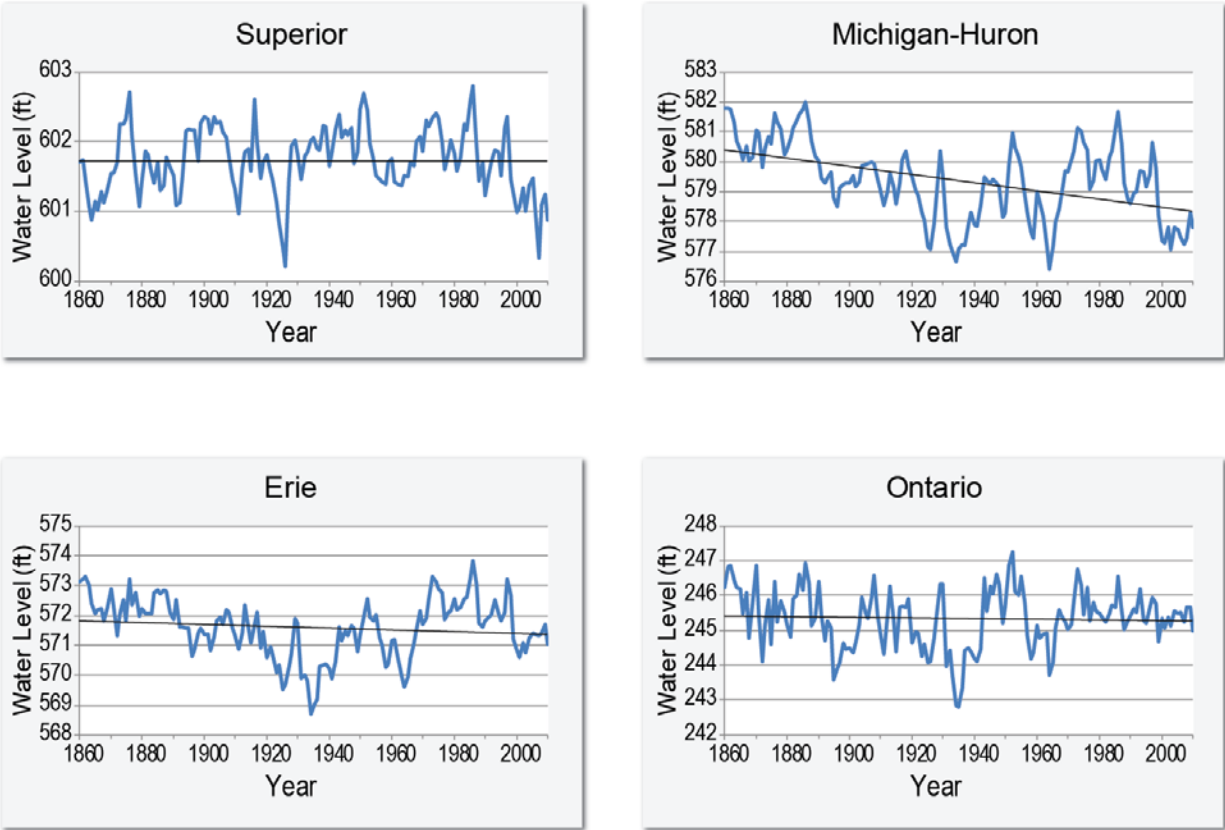 Superior
Water Level (ft)
603
602
601
600
1860 1880 1900 1920 1940 1960 1980 2000
Year
Michigan-Huron
Water Level (ft)
583
582
581
580
579
578
577
576
1860 1880 1900 1920 1940 1960 1980 2000
Year
Erie
Water Level (ft)
575
574
573
572
571
570
569
568
1860 1880 1900 1920 1940 1960 1980 2000
Year
Ontario
Water Level (ft)
248
247
246
245
244
243
242
1860 1880 1900 1920 1940 1960 1980 2000
Year